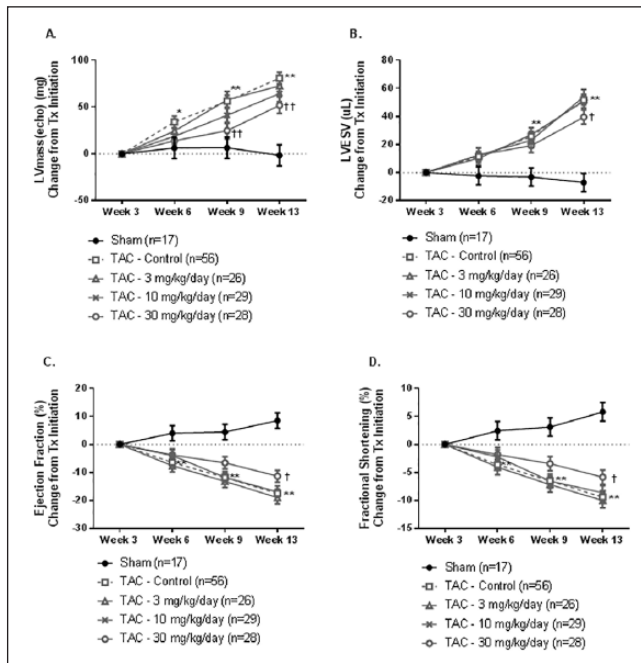 A.
LVmass(echo) (mg)
Change from Tx Initiation
100
50
0
-50
*
**
**
††
††
Week 3 Week 6 Week 9 Week 13
Sham (n=17)
TAC - Control (n=56)
TAC - 3 mg/kg/day (n=26)
TAC - 10 mg/kg/day (n=29)
TAC - 30 mg/kg/day (n=28)
B.
LVESV (uL)
Change from Tx Initiation
80
60
40
20
0
-20
**
**
†
Week 3 Week 6 Week 9 Week 13
Sham (n=17)
TAC - Control (n=56)
TAC - 3 mg/kg/day (n=26)
TAC - 10 mg/kg/day (n=29)
TAC - 30 mg/kg/day (n=28)
C.
Ejection Fraction (%)
Change from Tx Initiation
20
10
0
-10
-20
-30
**
**
**
†
Week 3 Week 6 Week 9 Week 13
Sham (n=17)
TAC - Control (n=56)
TAC - 3 mg/kg/day (n=26)
TAC - 10 mg/kg/day (n=29)
TAC - 30 mg/kg/day (n=28)
D.
Fractional Shortening (%)
Change from Tx Initiation
10
5
0
-5
-10
-15
**
**
**
†
Week 3 Week 6 Week 9 Week 13
Sham (n=17)
TAC - Control (n=56)
TAC - 3 mg/kg/day (n=26)
TAC - 10 mg/kg/day (n=29)
TAC - 30 mg/kg/day (n=28)